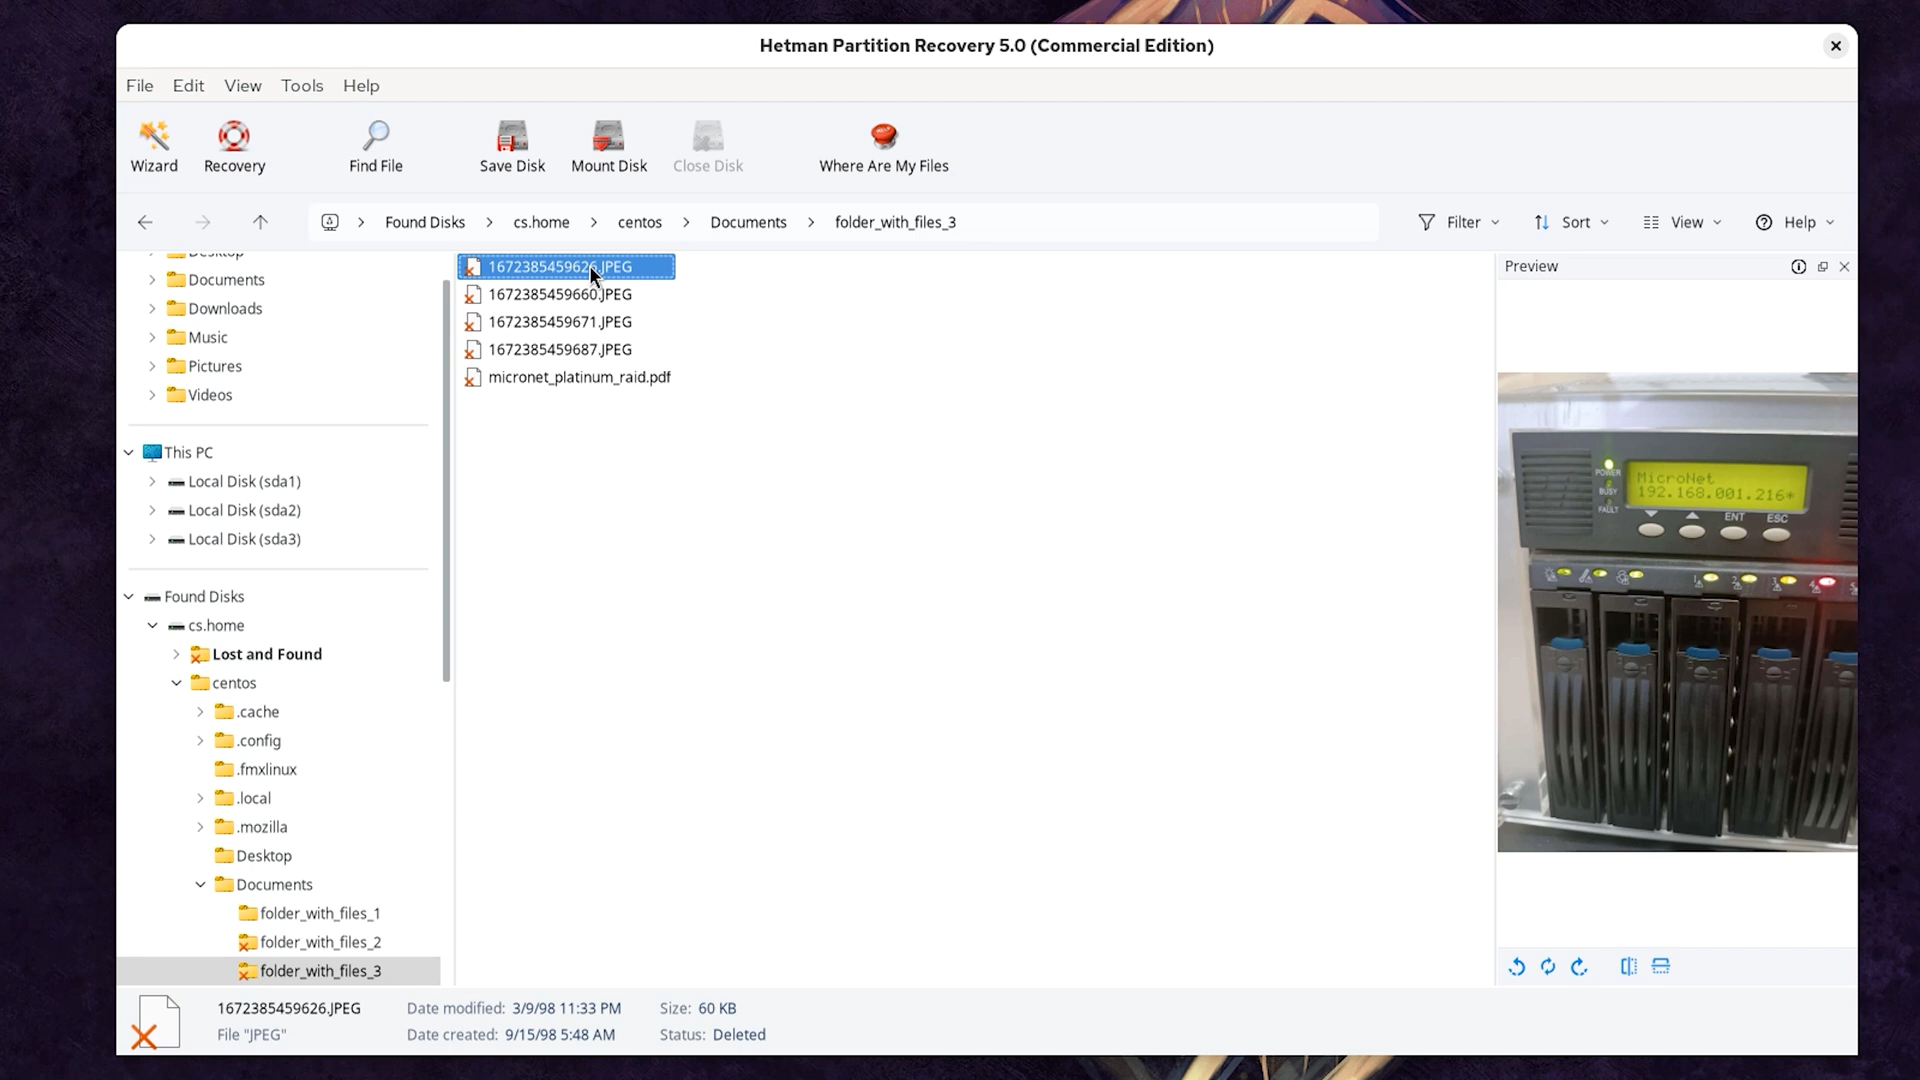 Hetman Partition Recovery 5.0 (Commercial Edition)
File Edit View Tools Help
Wizard Recovery Find File Save Disk Mount Disk Close Disk Where Are My Files
Found Disks cs.home centos Documents folder_with_files_3 Filter Sort View Help
Desktop
Documents
Downloads
Music
Pictures
Videos
This PC
Local Disk (sda1)
Local Disk (sda2)
Local Disk (sda3)
Found Disks
cs.home
Lost and Found
centos
.cache
.config
.fmxlinux
.local
.mozilla
Desktop
Documents
folder_with_files_1
folder_with_files_2
folder_with_files_3
1672385459626.JPEG
1672385459660.JPEG
1672385459671.JPEG
1672385459687.JPEG
micronet_platinum_raid.pdf
Preview
MicroNet
192.168.001.216*
POWER
BUSY
FAULT
ENT ESC
1 2 3 4
1672385459626.JPEG Date modified: 3/9/98 11:33 PM Size: 60 KB
File "JPEG" Date created: 9/15/98 5:48 AM Status: Deleted